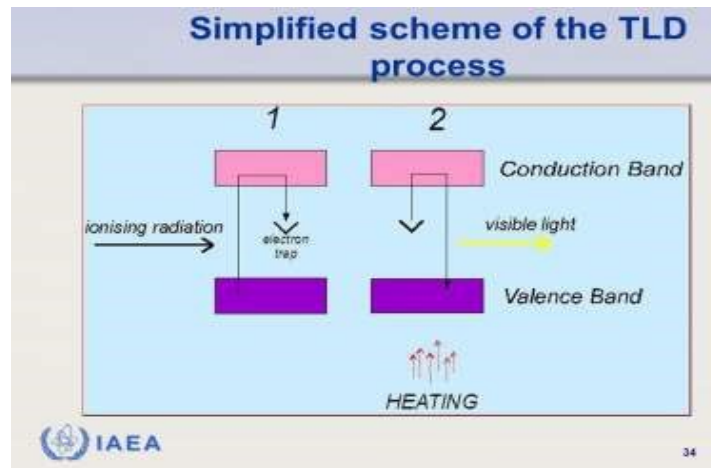 Simplified scheme of the TLD
process
1
2
Conduction Band
ionising radiation
electron
trap
visible light
Valence Band
HEATING
IAEA
34